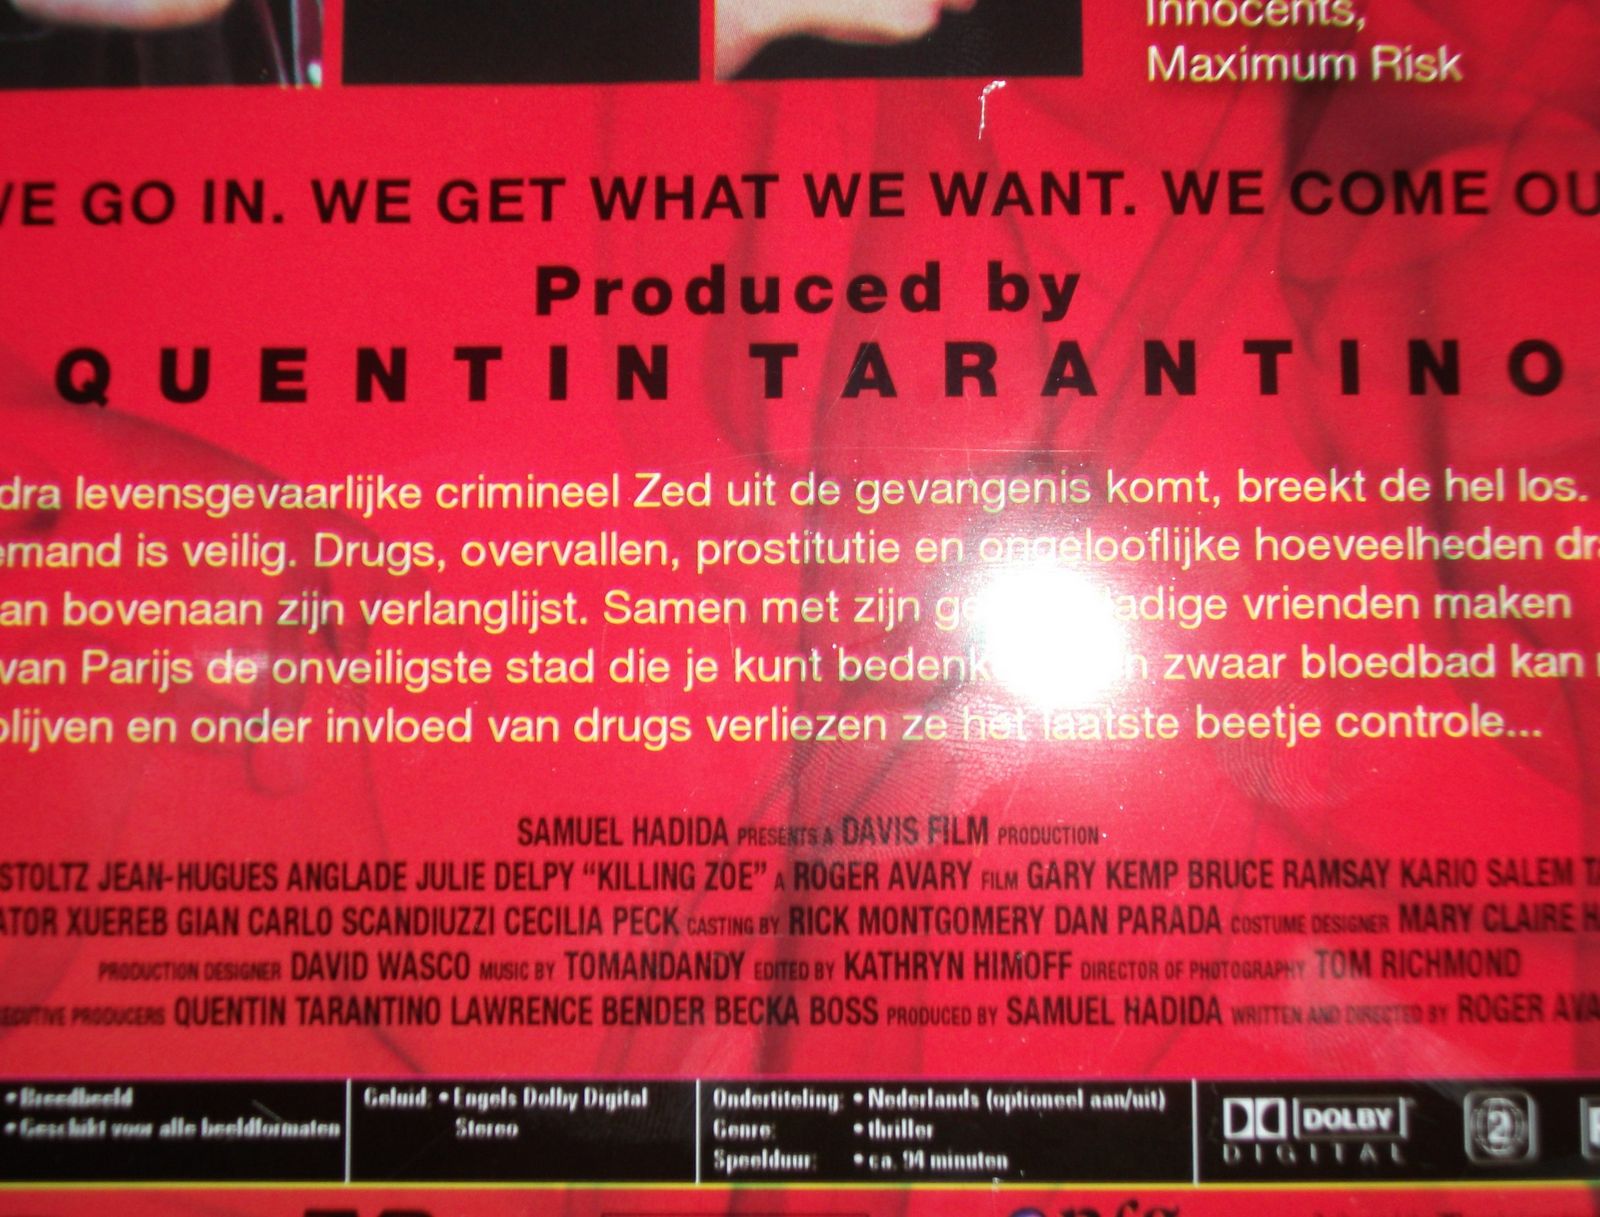 Innocents,
Maximum Risk
WE GO IN. WE GET WHAT WE WANT. WE COME OU
Produced by
QUENTIN TARANTINO
dra levensgevaarlijke crimineel Zed uit de gevangenis komt, breekt de hel los.
emand is veilig. Drugs, overvallen, prostitutie en ongelooflijke hoeveelheden dr
an bovenaan zijn verlanglijst. Samen met zijn vrienden maken
van Parijs de onveiligste stad die je kunt zwaar bloedbad kan
blijven en onder invloed van drugs verliezen ze het laatste beetje controle...
SAMUEL HADIDA PRESENTS A DAVIS FILM PRODUCTION
STOLTZ JEAN-HUGUES ANGLADE JULIE DELPY “KILLING ZOE” A ROGER AVARY FILM GARY KEMP BRUCE RAMSAY KARIO SALEM
ATOR XUEREB GIAN CARLO SCANDIUZZI CECILIA PECK CASTING BY RICK MONTGOMERY DAN PARADA COSTUME DESIGNER MARY CLAIRE
PRODUCTION DESIGNER DAVID WASCO MUSIC BY TOMANDANDY EDITED BY KATHRYN HIMOFF DIRECTOR OF PHOTOGRAPHY TOM RICHMOND
PRODUCERS QUENTIN TARANTINO LAWRENCE BENDER BECKA BOSS PRODUCED BY SAMUEL HADIDA WRITTEN AND DIRECTED BY ROGER AVA
• Breedbeeld
• Geschikt voor alle beeldformaten
Geluid: • Engels Dolby Digital
Stereo
Ondertiteling: • Nederlands (optioneel aan/uit)
Genre: • thriller
Speelduur: • ca. 94 minuten
DOLBY
DIGITAL
2